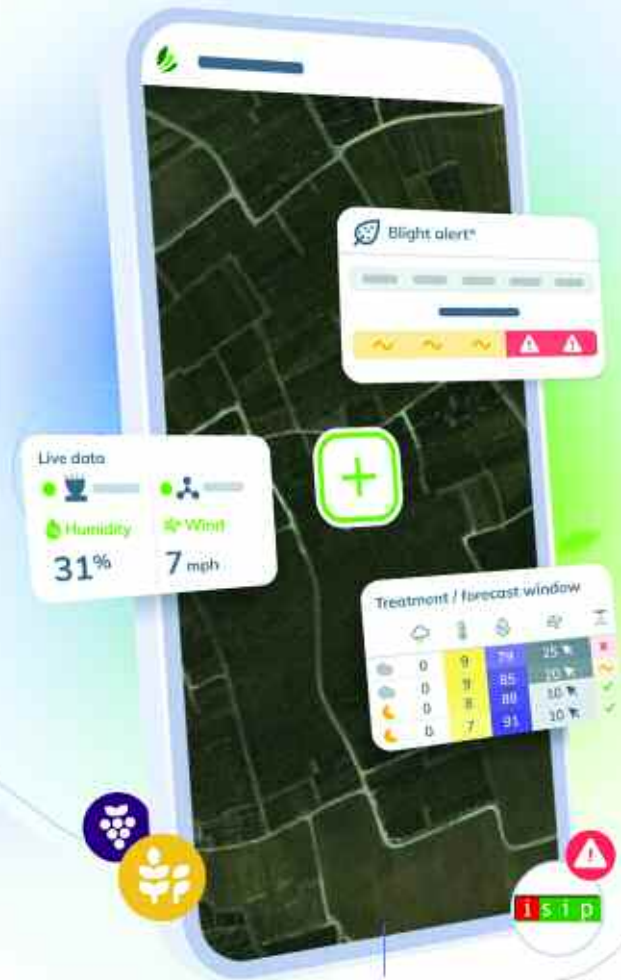 Blight alert*
Live data
Humidity Wind
31% 7 mph
Treatment / forecast window
0 9 79 25
0 9 85 20
0 8 89 10
0 7 91 10
isip